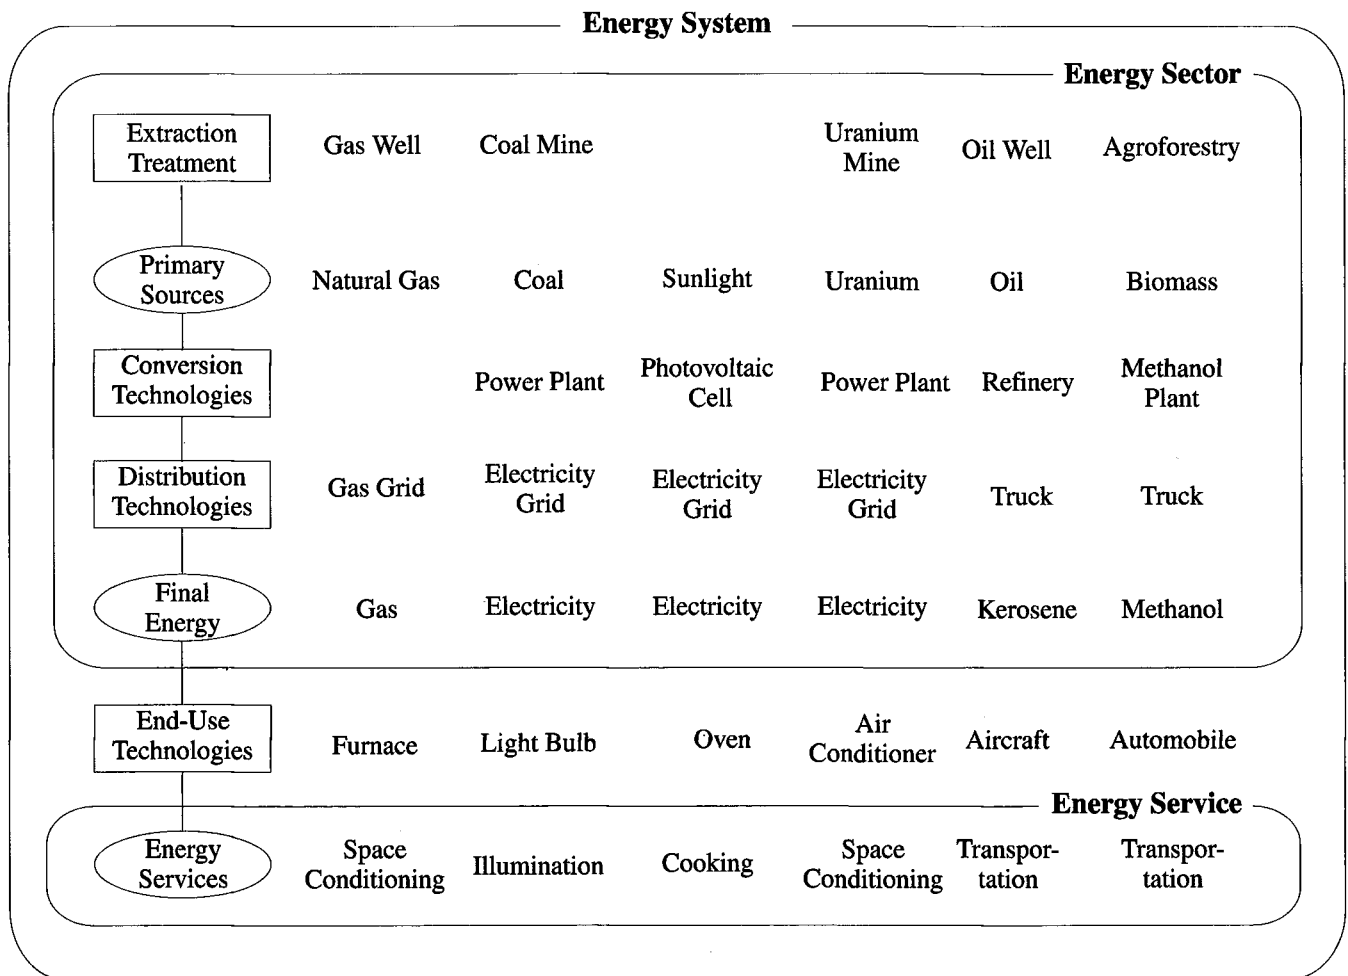 Energy System
Energy Sector
Extraction
Treatment
Gas Well
Coal Mine
Uranium
Mine
Oil Well
Agroforestry
Primary
Sources
Natural Gas
Coal
Sunlight
Uranium
Oil
Biomass
Conversion
Technologies
Power Plant
Photovoltaic
Cell
Power Plant
Refinery
Methanol
Plant
Distribution
Technologies
Gas Grid
Electricity
Grid
Electricity
Grid
Electricity
Grid
Truck
Truck
Final
Energy
Gas
Electricity
Electricity
Electricity
Kerosene
Methanol
End-Use
Technologies
Furnace
Light Bulb
Oven
Air
Conditioner
Aircraft
Automobile
Energy Service
Energy
Services
Space
Conditioning
Illumination
Cooking
Space
Conditioning
Transpor-
tation
Transpor-
tation